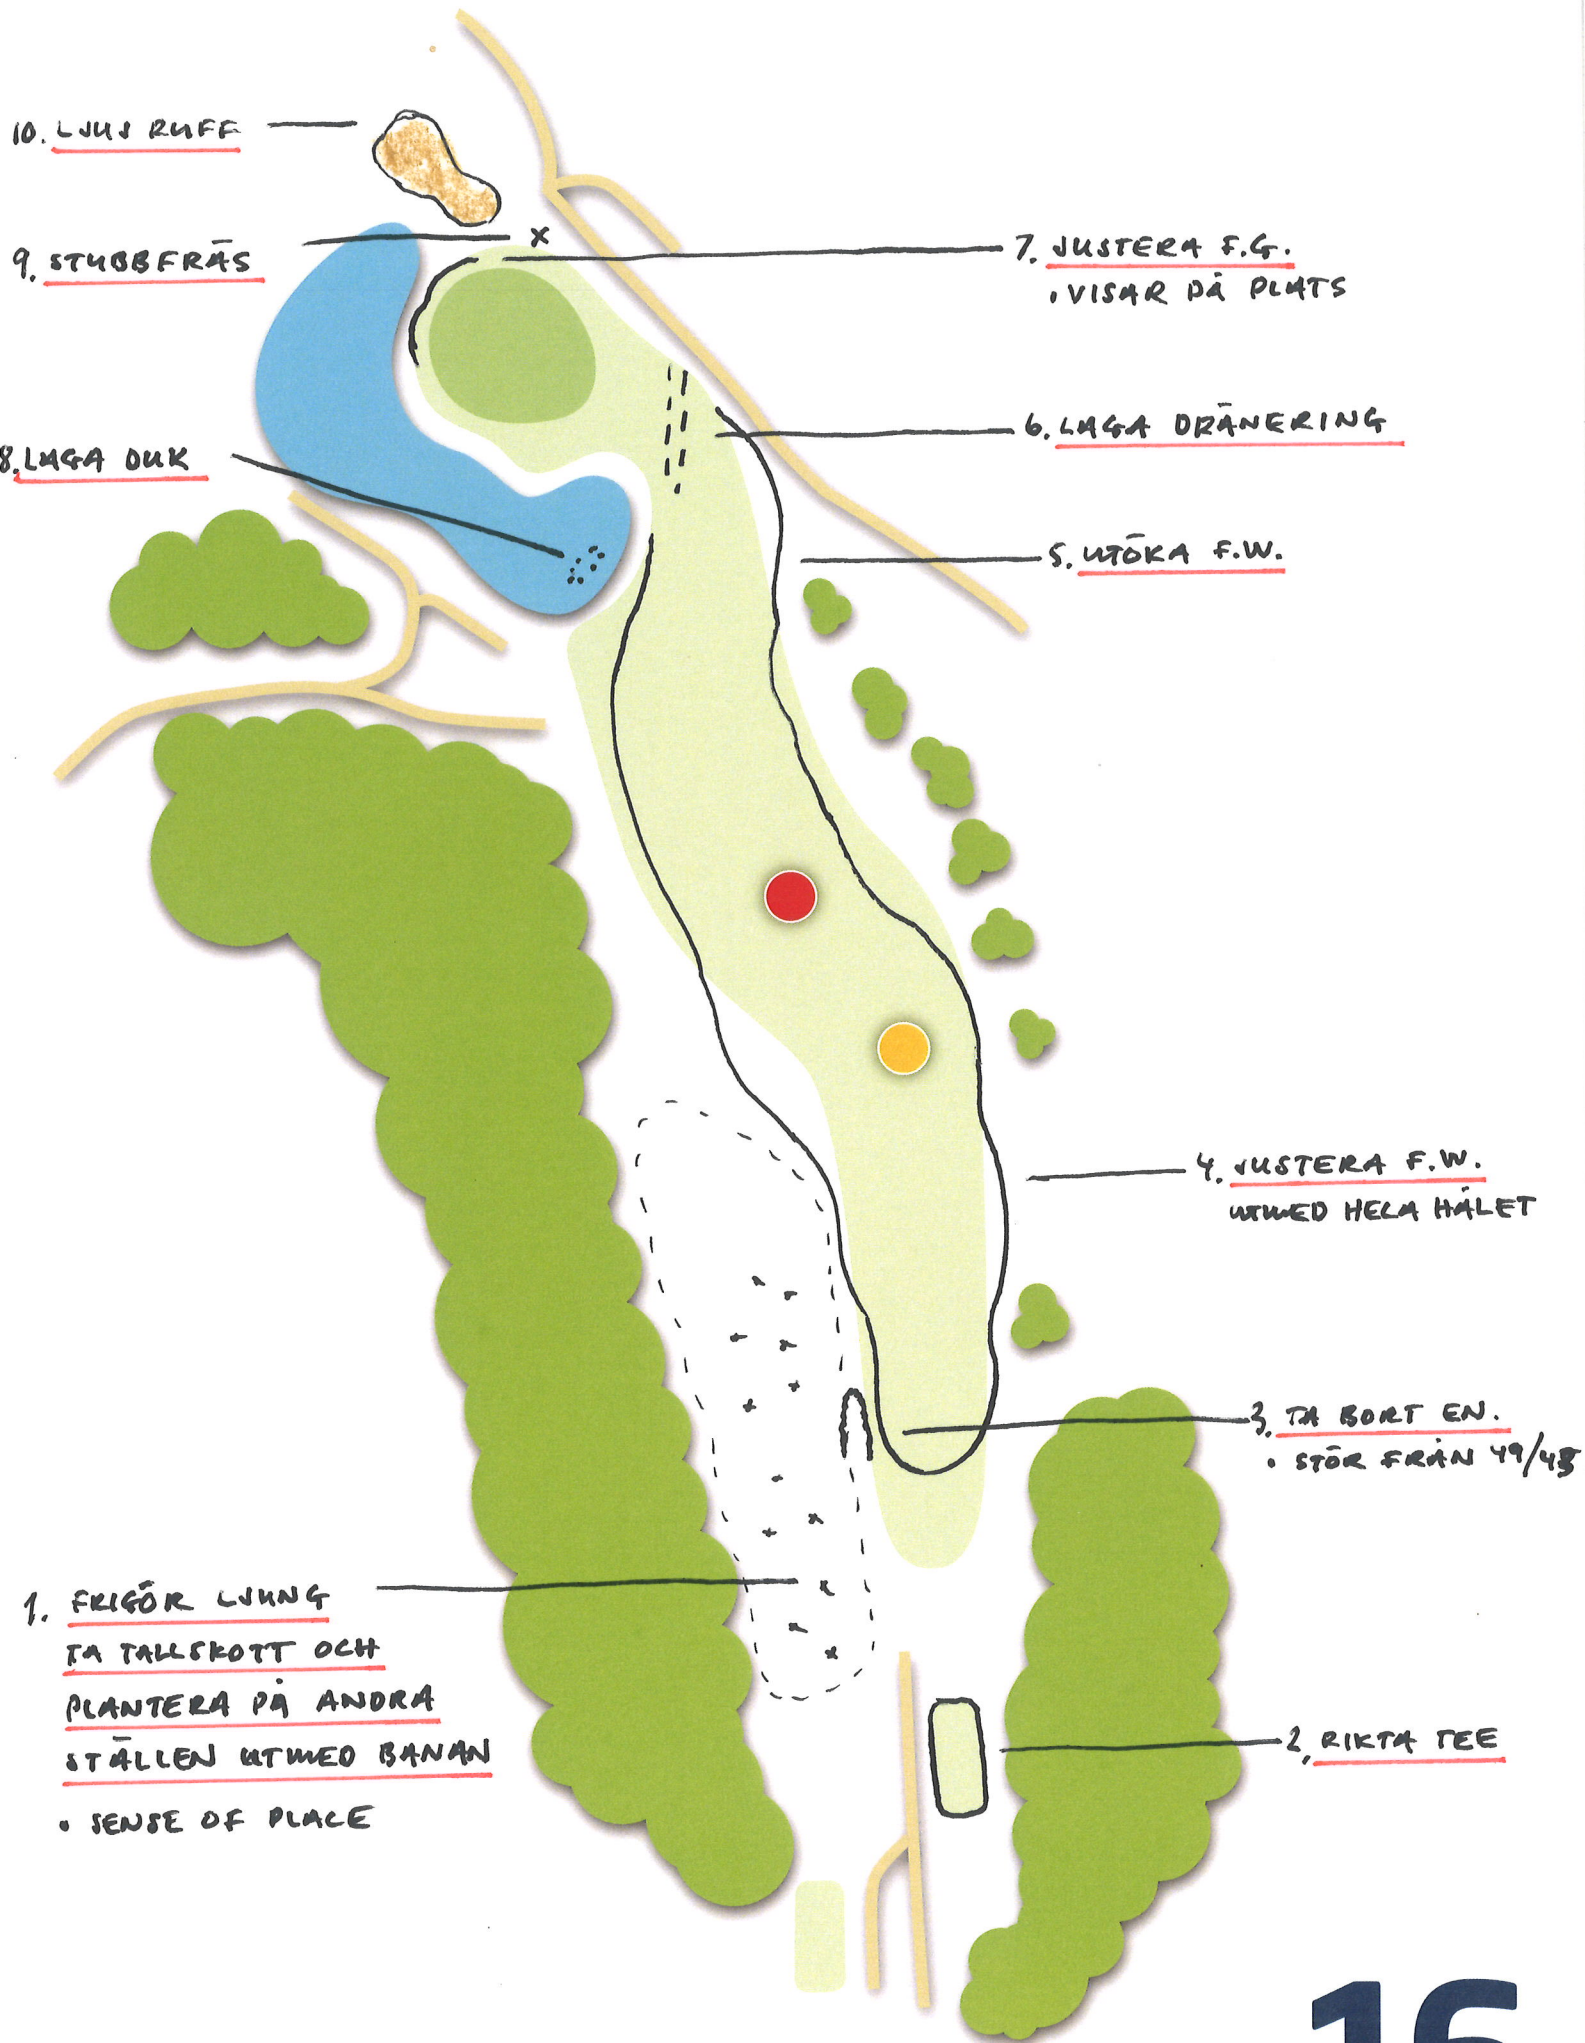 10. LJUS RUFF
9. STUBBFRÄS
7. JUSTERA F.G.
• VISAR PÅ PLATS
6. LAGA DRÄNERING
8. LAGA DUK
5. UTÖKA F.W.
4. JUSTERA F.W.
UTMED HELA HÅLET
3. TA BORT EN.
• STÖR FRÅN 49/43
1. FRIGÖR LJUNG
TA TALLSKOTT OCH
PLANTERA PÅ ANDRA
STÄLLEN UTMED BANAN
• SENSE OF PLACE
2. RIKTA TEE
16